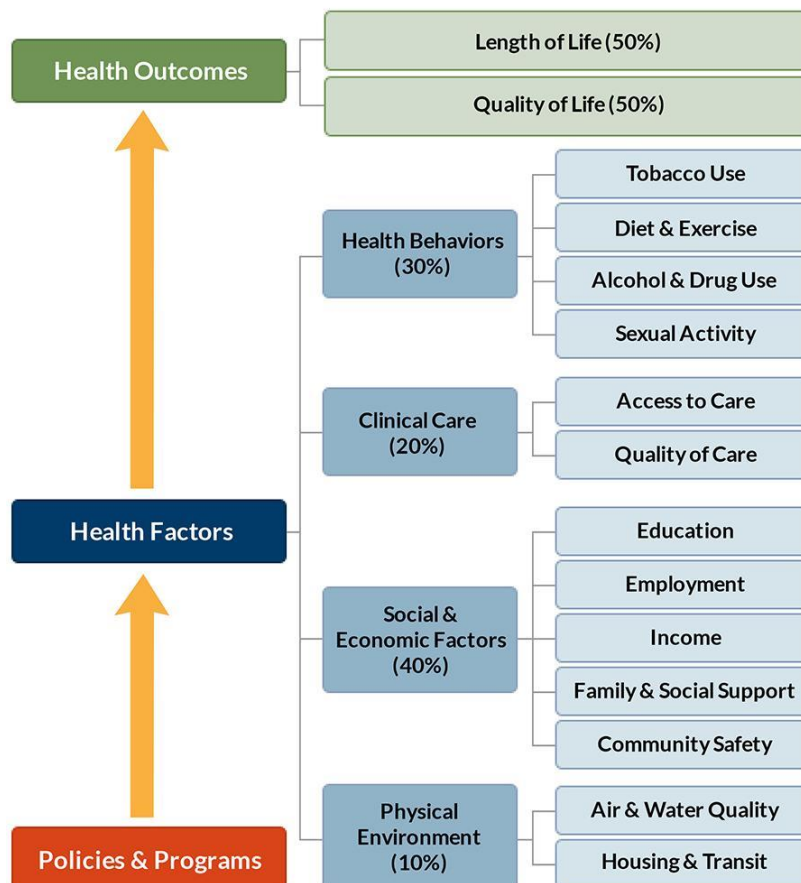 Health Outcomes
Length of Life (50%)
Quality of Life (50%)
Health Factors
Health Behaviors
(30%)
Tobacco Use
Diet & Exercise
Alcohol & Drug Use
Sexual Activity
Clinical Care
(20%)
Access to Care
Quality of Care
Social &
Economic Factors
(40%)
Education
Employment
Income
Family & Social Support
Community Safety
Physical
Environment
(10%)
Air & Water Quality
Housing & Transit
Policies & Programs